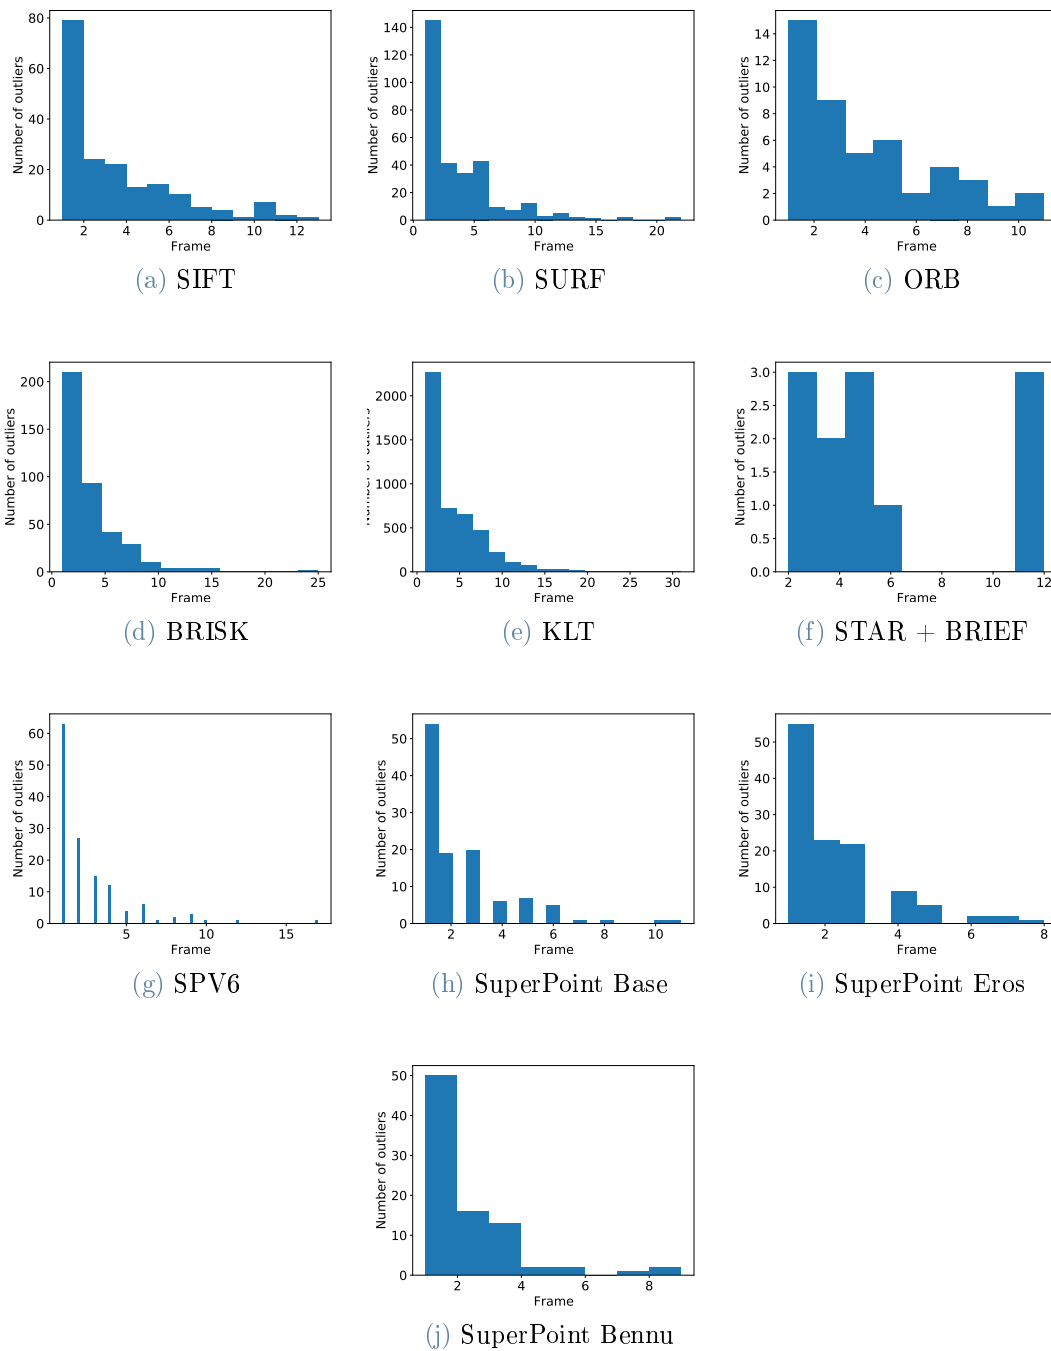 80
60
40
20
0
Number of outliers
2 4 6 8 10 12
Frame
(a) SIFT
140
120
100
80
60
40
20
0
Number of outliers
0 5 10 15 20
Frame
(b) SURF
14
12
10
8
6
4
2
0
Number of outliers
2 4 6 8 10
Frame
(c) ORB
200
150
100
50
0
Number of outliers
0 5 10 15 20 25
Frame
(d) BRISK
2000
1500
1000
500
0
Number of outliers
0 5 10 15 20 25 30
Frame
(e) KLT
3.0
2.5
2.0
1.5
1.0
0.5
0.0
Number of outliers
2 4 6 8 10 12
Frame
(f) STAR + BRIEF
60
50
40
30
20
10
0
Number of outliers
5 10 15
Frame
(g) SPV6
50
40
30
20
10
0
Number of outliers
2 4 6 8 10
Frame
(h) SuperPoint Base
50
40
30
20
10
0
Number of outliers
2 4 6 8
Frame
(i) SuperPoint Eros
50
40
30
20
10
0
Number of outliers
2 4 6 8
Frame
(j) SuperPoint Bennu